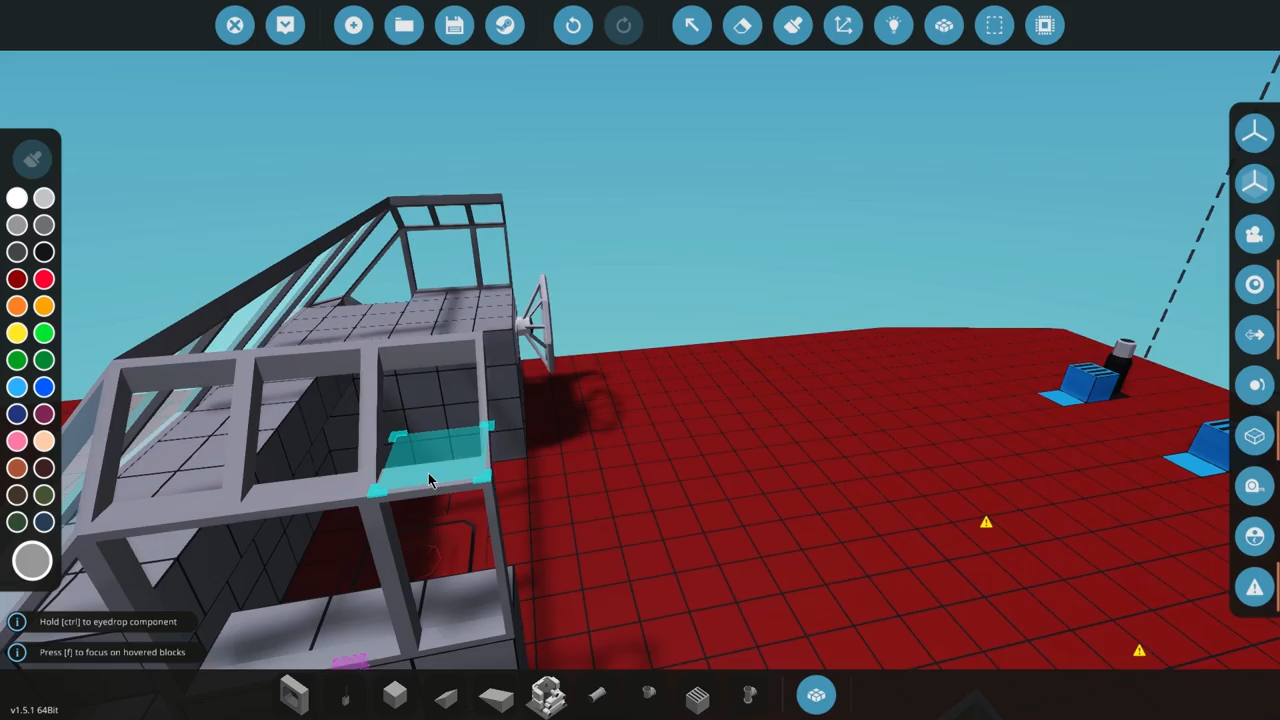 Hold [ctrl] to eyedrop component
Press [f] to focus on hovered blocks
v1.5.1 64Bit